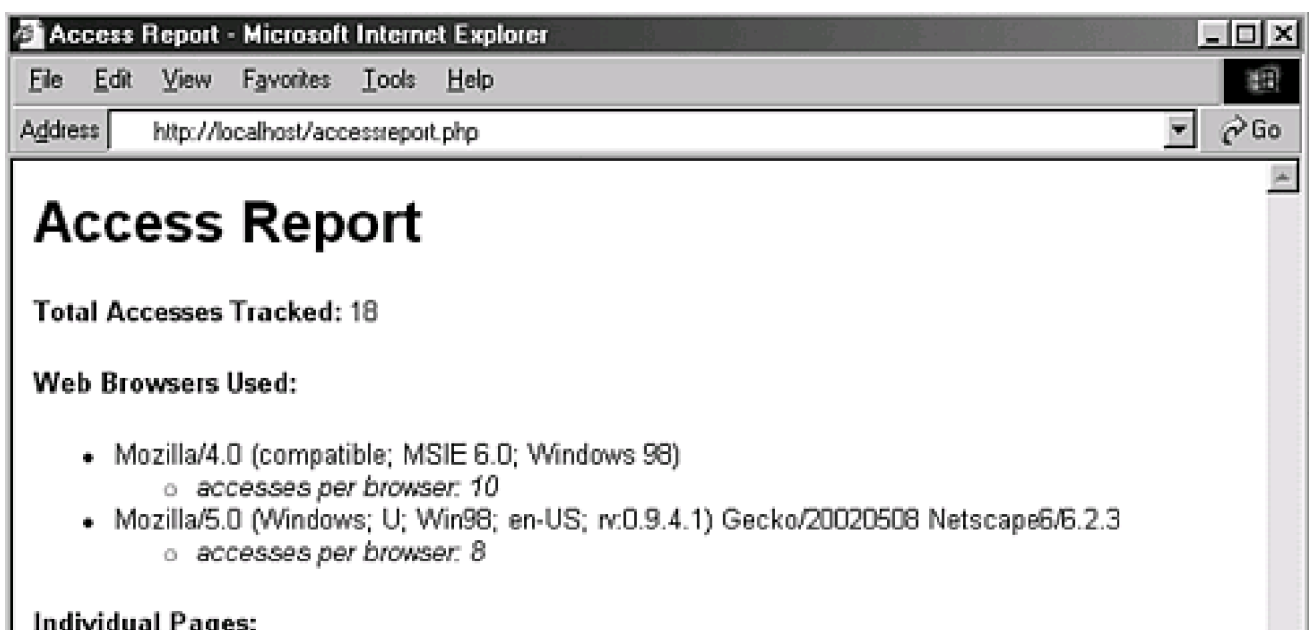 Access Report - Microsoft Internet Explorer
File Edit View Favorites Tools Help
Address http://localhost/accessreport.php Go
Access Report
Total Accesses Tracked: 18
Web Browsers Used:
• Mozilla/4.0 (compatible; MSIE 6.0; Windows 98)
○ accesses per browser: 10
• Mozilla/5.0 (Windows; U; Win98; en-US; rv:0.9.4.1) Gecko/20020508 Netscape6/6.2.3
○ accesses per browser: 8
Individual Pages: